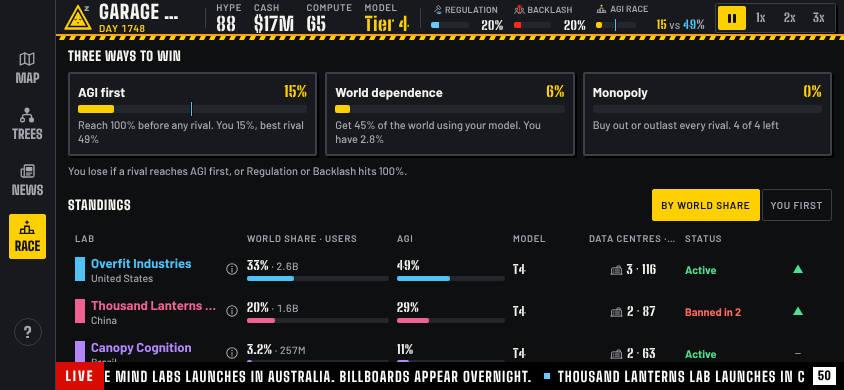 GARAGE ...
DAY 1748
HYPE
88
CASH
$17M
COMPUTE
65
MODEL
Tier 4
REGULATION
20%
BACKLASH
20%
AGI RACE
15 vs 49%
1x
2x
3x
MAP
TREES
NEWS
RACE
?
THREE WAYS TO WIN
AGI first 15%
Reach 100% before any rival. You 15%, best rival
49%
World dependence 6%
Get 45% of the world using your model. You
have 2.8%
Monopoly 0%
Buy out or outlast every rival. 4 of 4 left
You lose if a rival reaches AGI first, or Regulation or Backlash hits 100%.
STANDINGS
BY WORLD SHARE
YOU FIRST
LAB WORLD SHARE · USERS AGI MODEL DATA CENTRES ·... STATUS
Overfit Industries
United States
33% · 2.6B 49% T4 3 · 116 Active
Thousand Lanterns ...
China
20% · 1.6B 29% T4 2 · 87 Banned in 2
Canopy Cognition
3.2% · 257M 11% T4 2 · 63 Active –
LIVE E MIND LABS LAUNCHES IN AUSTRALIA. BILLBOARDS APPEAR OVERNIGHT. ▪ THOUSAND LANTERNS LAB LAUNCHES IN C 50